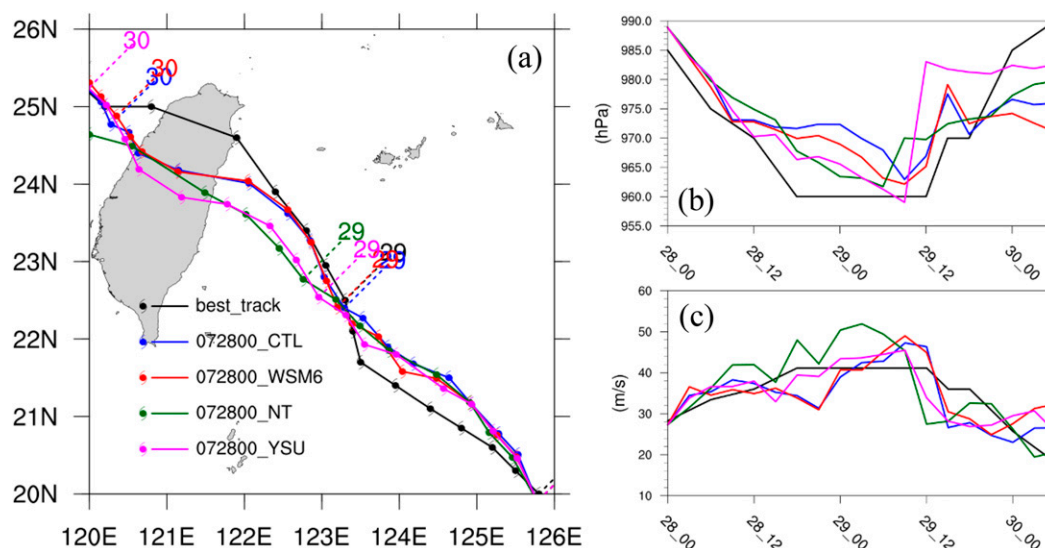 26N
25N
24N
23N
22N
21N
20N
120E 121E 122E 123E 124E 125E 126E
(a)
30
30
30
29
29
29
29
29
best_track
072800_CTL
072800_WSM6
072800_NT
072800_YSU
(hPa)
990.0
985.0
980.0
975.0
970.0
965.0
960.0
955.0
(b)
28_00
28_12
29_00
29_12
30_00
(m/s)
60
50
40
30
20
10
(c)
28_00
28_12
29_00
29_12
30_00